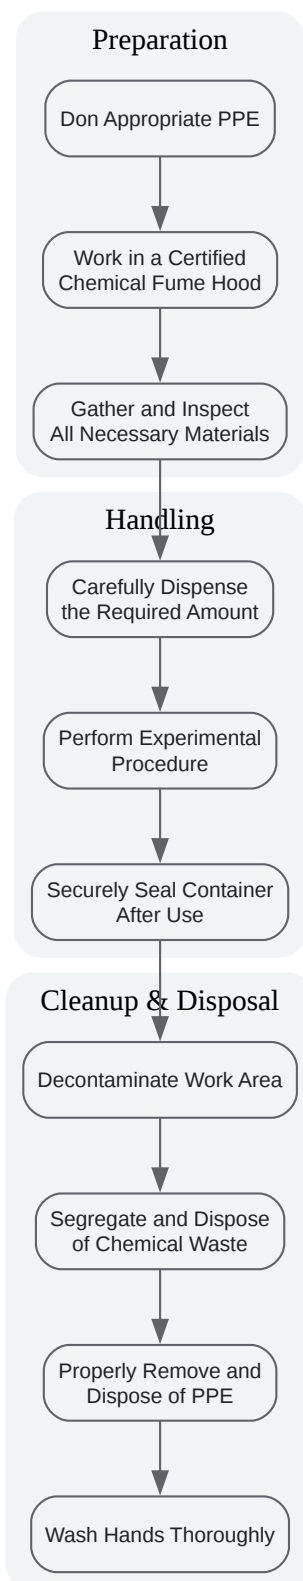 Preparation
Don Appropriate PPE
Work in a Certified
Chemical Fume Hood
Gather and Inspect
All Necessary Materials
Handling
Carefully Dispense
the Required Amount
Perform Experimental
Procedure
Securely Seal Container
After Use
Cleanup & Disposal
Decontaminate Work Area
Segregate and Dispose
of Chemical Waste
Properly Remove and
Dispose of PPE
Wash Hands Thoroughly